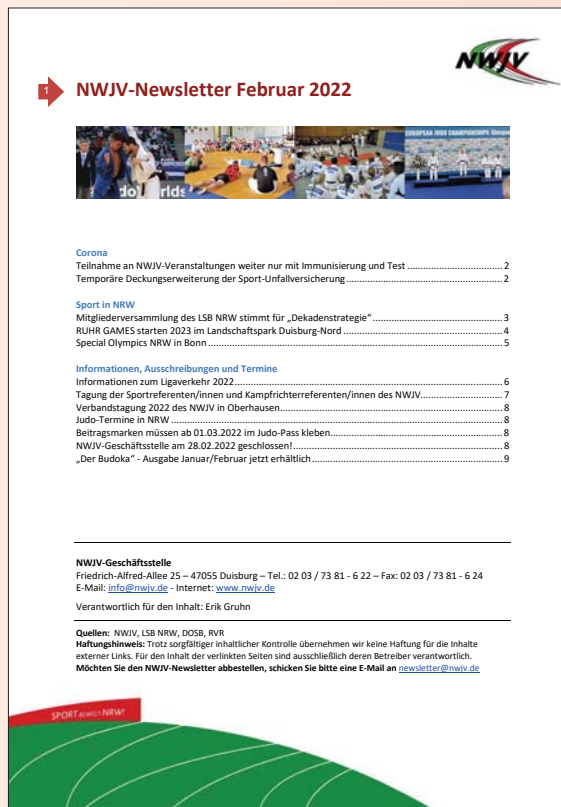 NWJV
1
NWJV-Newsletter Februar 2022
EUROPEAN JUDO CHAMPIONSHIPS
Corona
Teilnahme an NWJV-Veranstaltungen weiter nur mit Immunisierung und Test 2
Temporäre Deckungserweiterung der Sport-Unfallversicherung 2
Sport in NRW
Mitgliederversammlung des LSB NRW stimmt für „Dekadenstrategie“ 3
RUHR GAMES starten 2023 im Landschaftspark Duisburg-Nord 4
Special Olympics NRW in Bonn 5
Informationen, Ausschreibungen und Termine
Informationen zum Ligaverkehr 2022 6
Tagung der Sportreferenten/innen und Kampfrichterreferenten/innen des NWJV 7
Verbandstagung 2022 des NWJV in Oberhausen 8
Judo-Termine in NRW 8
Beitragsmarken müssen ab 01.03.2022 im Judo-Pass kleben 8
NWJV-Geschäftsstelle am 28.02.2022 geschlossen! 8
„Der Budoka“ - Ausgabe Januar/Februar jetzt erhältlich 9
NWJV-Geschäftsstelle
Friedrich-Alfred-Allee 25 – 47055 Duisburg – Tel.: 02 03 / 73 81 - 6 22 – Fax: 02 03 / 73 81 - 6 24
E-Mail: info@nwjv.de - Internet: www.nwjv.de
Verantwortlich für den Inhalt: Erik Gruhn
Quellen: NWJV, LSB NRW, DOSB, RVR
Haftungshinweis: Trotz sorgfältiger inhaltlicher Kontrolle übernehmen wir keine Haftung für die Inhalte
externer Links. Für den Inhalt der verlinkten Seiten sind ausschließlich deren Betreiber verantwortlich.
Möchten Sie den NWJV-Newsletter abbestellen, schicken Sie bitte eine E-Mail an newsletter@nwjv.de
SPORT BEWEGT NRW!